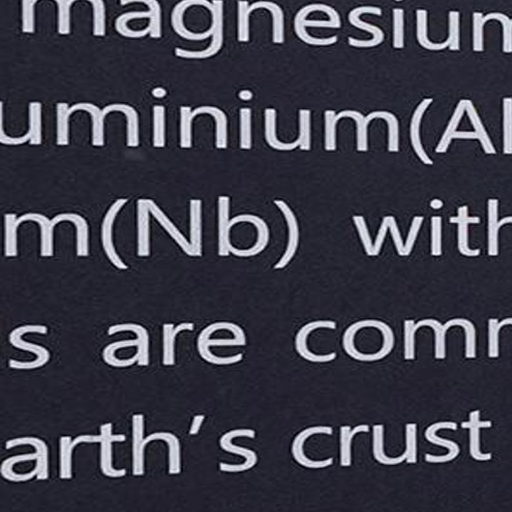 magnesium
uminium(Al
m(Nb) with
s are comm
arth's crust